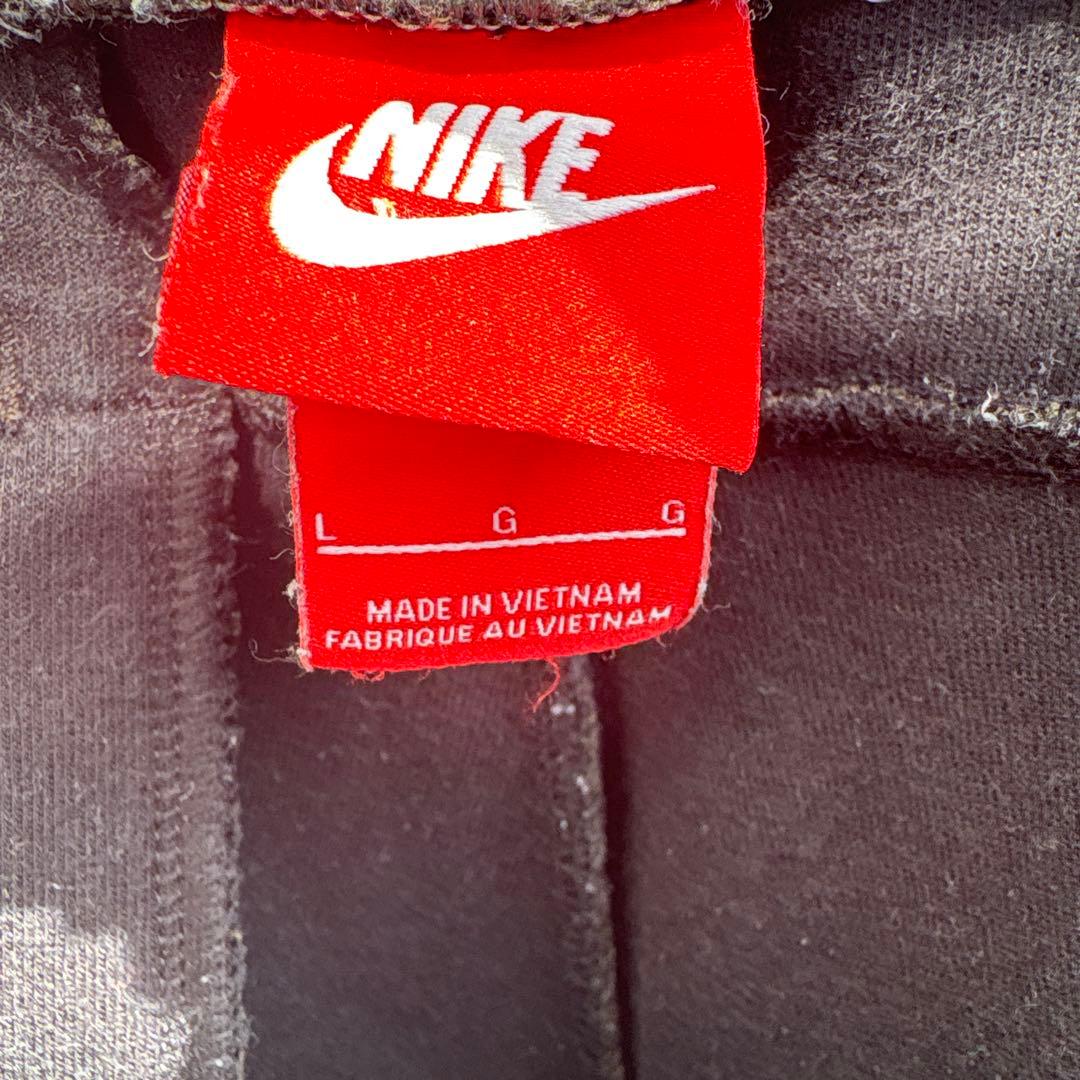 NIKE
L G G
MADE IN VIETNAM
FABRIQUE AU VIETNAM